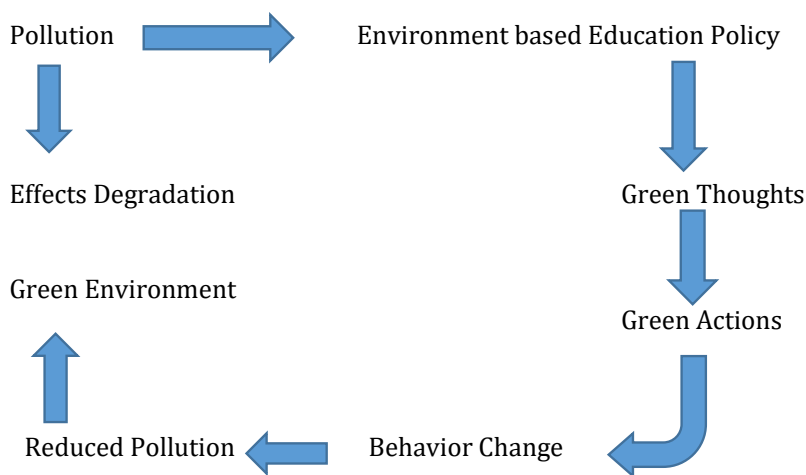 Pollution
Environment based Education Policy
Effects Degradation
Green Thoughts
Green Environment
Green Actions
Reduced Pollution
Behavior Change